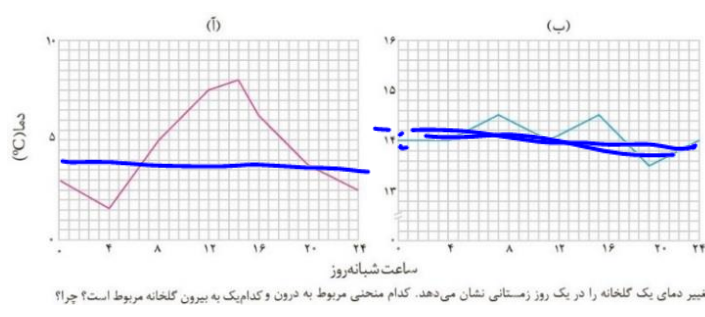 (آ)
(ب)
۱۰
۵
۰
دما(°C)
۰ ۴ ۸ ۱۲ ۱۶ ۲۰ ۲۴
۱۶
۱۵
۱۴
۱۳
۰
۰ ۴ ۸ ۱۲ ۱۶ ۲۰ ۲۴
ساعت شبانه‌روز
غییر دمای یک گلخانه را در یک روز زمستانی نشان می‌دهد. کدام منحنی مربوط به درون و کدام‌یک به بیرون گلخانه مربوط است؟ چرا؟